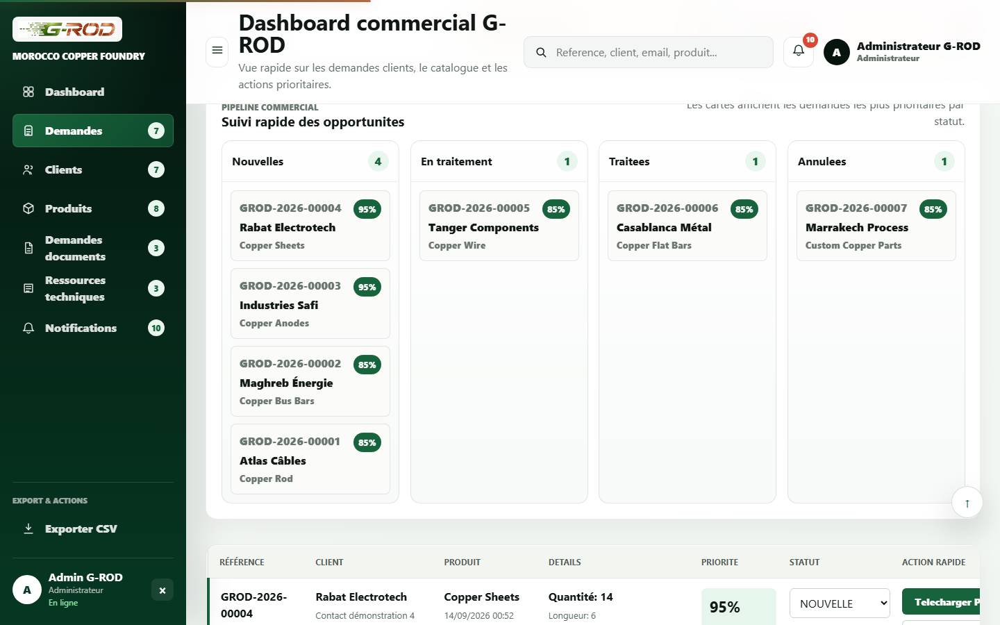 G-ROD
MOROCCO COPPER FOUNDRY
Dashboard
Demandes 7
Clients 7
Produits 8
Demandes
documents 3
Ressources
techniques 3
Notifications 10
EXPORT & ACTIONS
Exporter CSV
A
Admin G-ROD
Administrateur
En ligne
×
Dashboard commercial G-
ROD
Vue rapide sur les demandes clients, le catalogue et les
actions prioritaires.
Reference, client, email, produit...
10
A
Administrateur G-ROD
Administrateur
PIPELINE COMMERCIAL
Suivi rapide des opportunites
Les cartes affichent les demandes les plus prioritaires par
statut.
Nouvelles 4
GROD-2026-00004 95%
Rabat Electrotech
Copper Sheets
GROD-2026-00003 95%
Industries Safi
Copper Anodes
GROD-2026-00002 85%
Maghreb Énergie
Copper Bus Bars
GROD-2026-00001 85%
Atlas Câbles
Copper Rod
En traitement 1
GROD-2026-00005 85%
Tanger Components
Copper Wire
Traitees 1
GROD-2026-00006 85%
Casablanca Métal
Copper Flat Bars
Annulees 1
GROD-2026-00007 85%
Marrakech Process
Custom Copper Parts
↑
RÉFÉRENCE CLIENT PRODUIT DETAILS PRIORITE STATUT ACTION RAPIDE
GROD-2026-
00004
Rabat Electrotech
Contact démonstration 4
Copper Sheets
14/09/2026 00:52
Quantité: 14
Longueur: 6
95%
NOUVELLE
Telecharger P